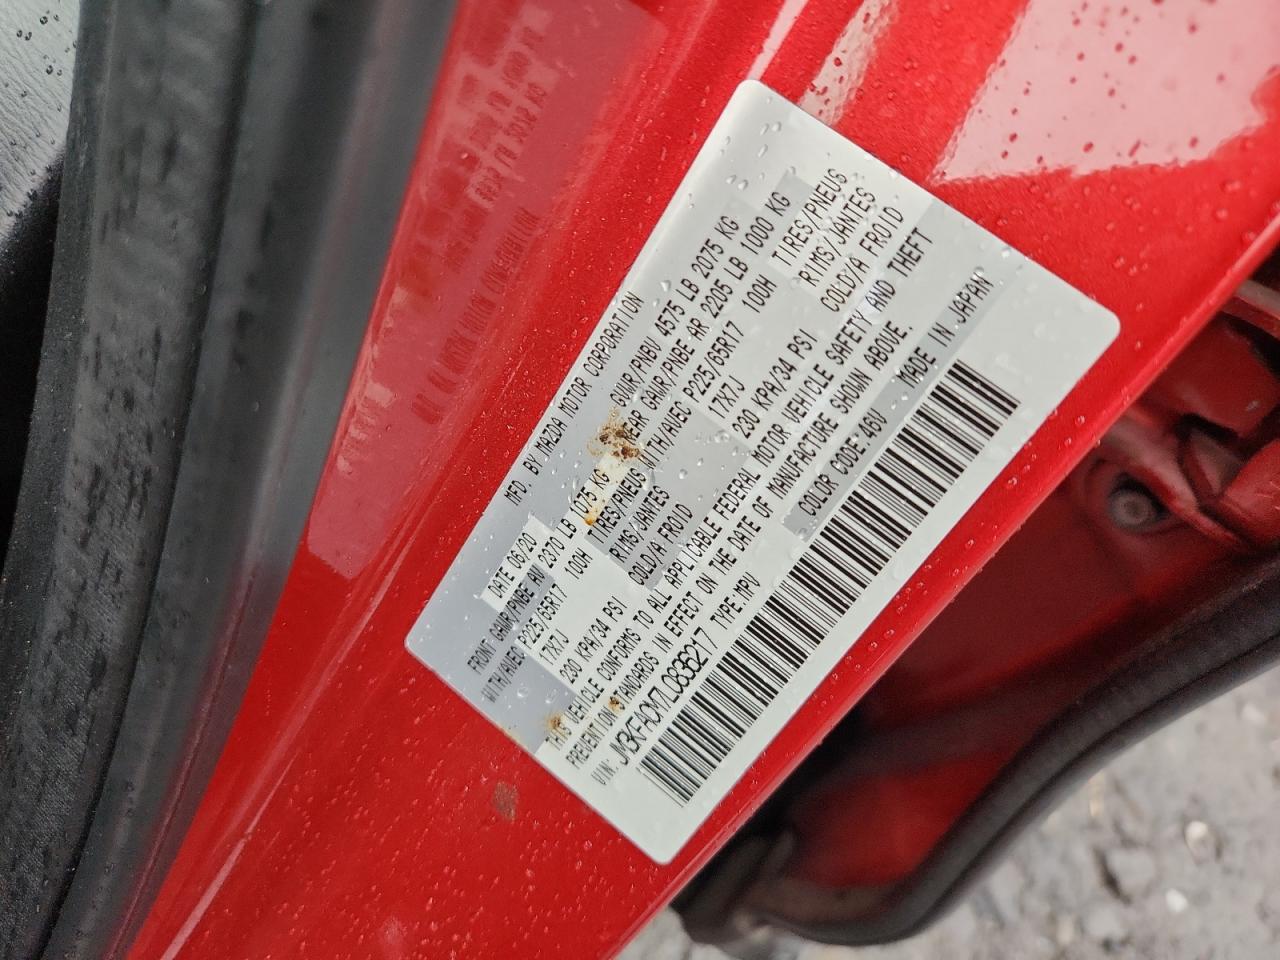 MFD. BY MAZDA MOTOR CORPORATION
DATE 06/20 GVWR/PNBV 4575 LB 2075 KG
FRONT GAWR/PNBE AV 2370 LB 1075 KG REAR GAWR/PNBE AR 2205 LB 1000 KG
WITH/AVEC P225/65R17 100H TIRES/PNEUS WITH/AVEC P225/65R17 100H TIRES/PNEUS
17X7J RIMS/JANTES 17X7J RIMS/JANTES
230 KPA/34 PSI COLD/A FROID 230 KPA/34 PSI COLD/A FROID
THIS VEHICLE CONFORMS TO ALL APPLICABLE FEDERAL MOTOR VEHICLE SAFETY AND THEFT
PREVENTION STANDARDS IN EFFECT ON THE DATE OF MANUFACTURE SHOWN ABOVE.
VIN: JM3KFADM7L0836217 TYPE:MPV COLOR CODE:46V MADE IN JAPAN